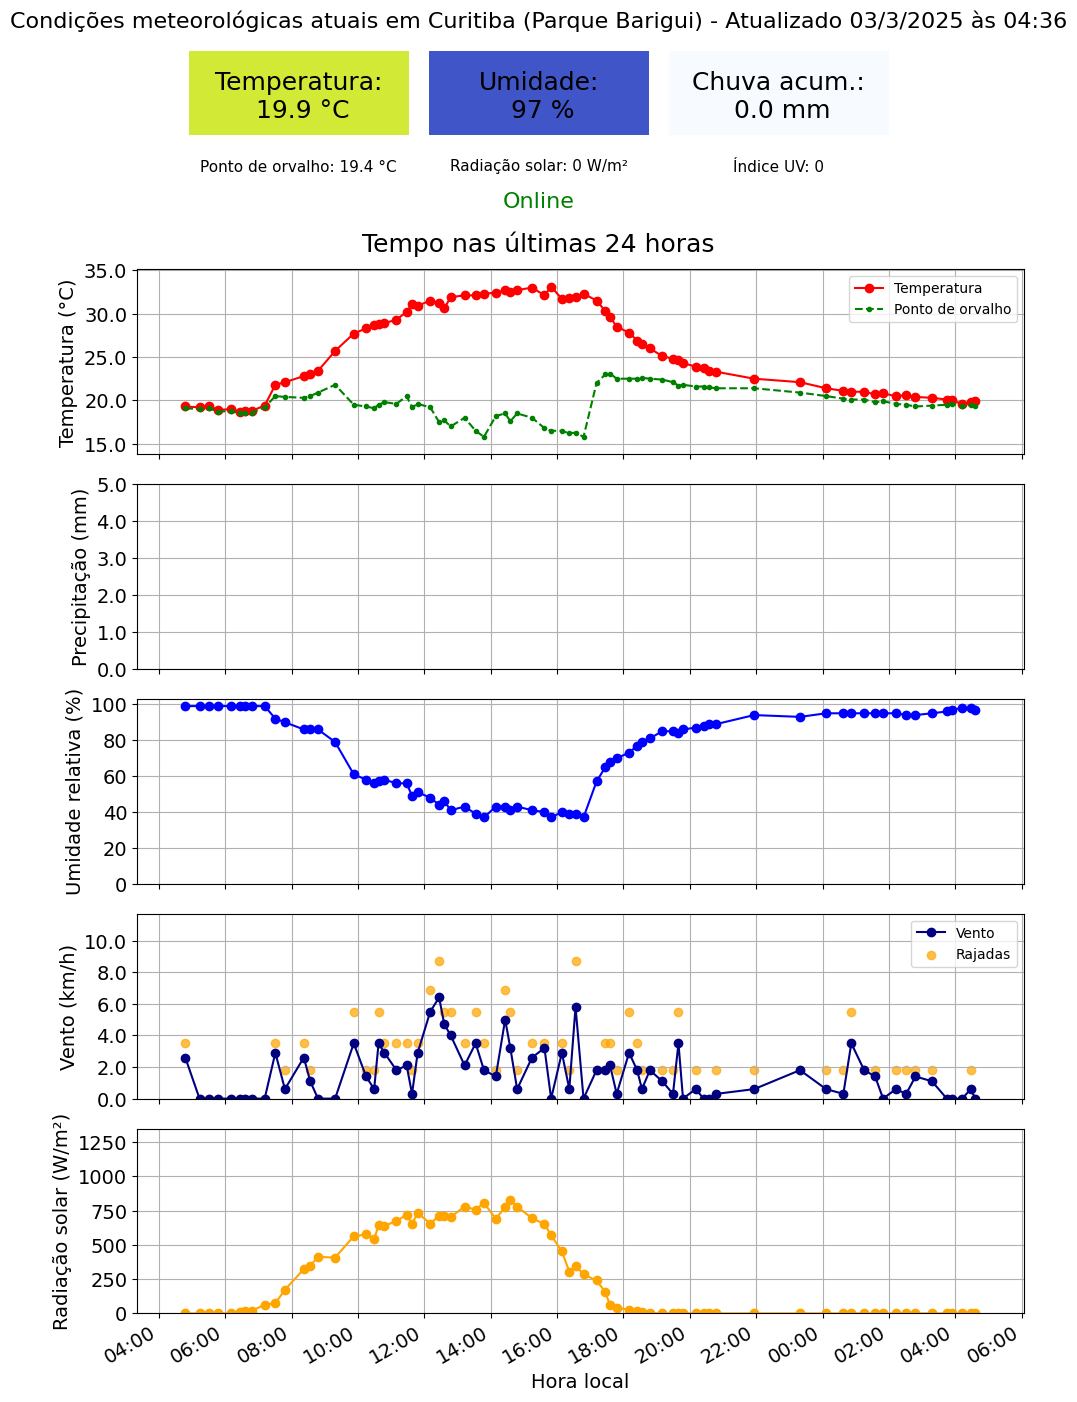 Condições meteorológicas atuais em Curitiba (Parque Barigui) - Atualizado 03/3/2025 às 04:36
Temperatura:
19.9 °C
Umidade:
97 %
Chuva acum.:
0.0 mm
Ponto de orvalho: 19.4 °C
Radiação solar: 0 W/m²
Índice UV: 0
Online
Tempo nas últimas 24 horas
Temperatura (°C)
35.0
30.0
25.0
20.0
15.0
Temperatura
Ponto de orvalho
Precipitação (mm)
5.0
4.0
3.0
2.0
1.0
0.0
Umidade relativa (%)
100
80
60
40
20
0
Vento (km/h)
10.0
8.0
6.0
4.0
2.0
0.0
Vento
Rajadas
Radiação solar (W/m²)
1250
1000
750
500
250
0
04:00
06:00
08:00
10:00
12:00
14:00
16:00
18:00
20:00
22:00
00:00
02:00
04:00
06:00
Hora local